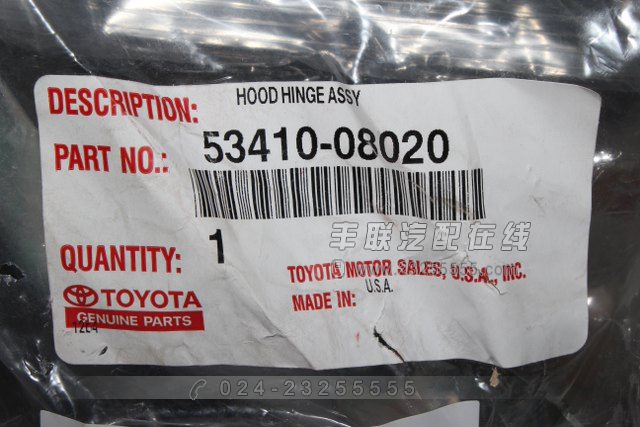 DESCRIPTION: HOOD HINGE ASSY
PART NO.: 53410-08020
丰联汽配在线
QUANTITY: 1
TOYOTA MOTOR SALES, U.S.A., INC.
MADE IN: U.S.A.
TOYOTA
GENUINE PARTS
024-23255555